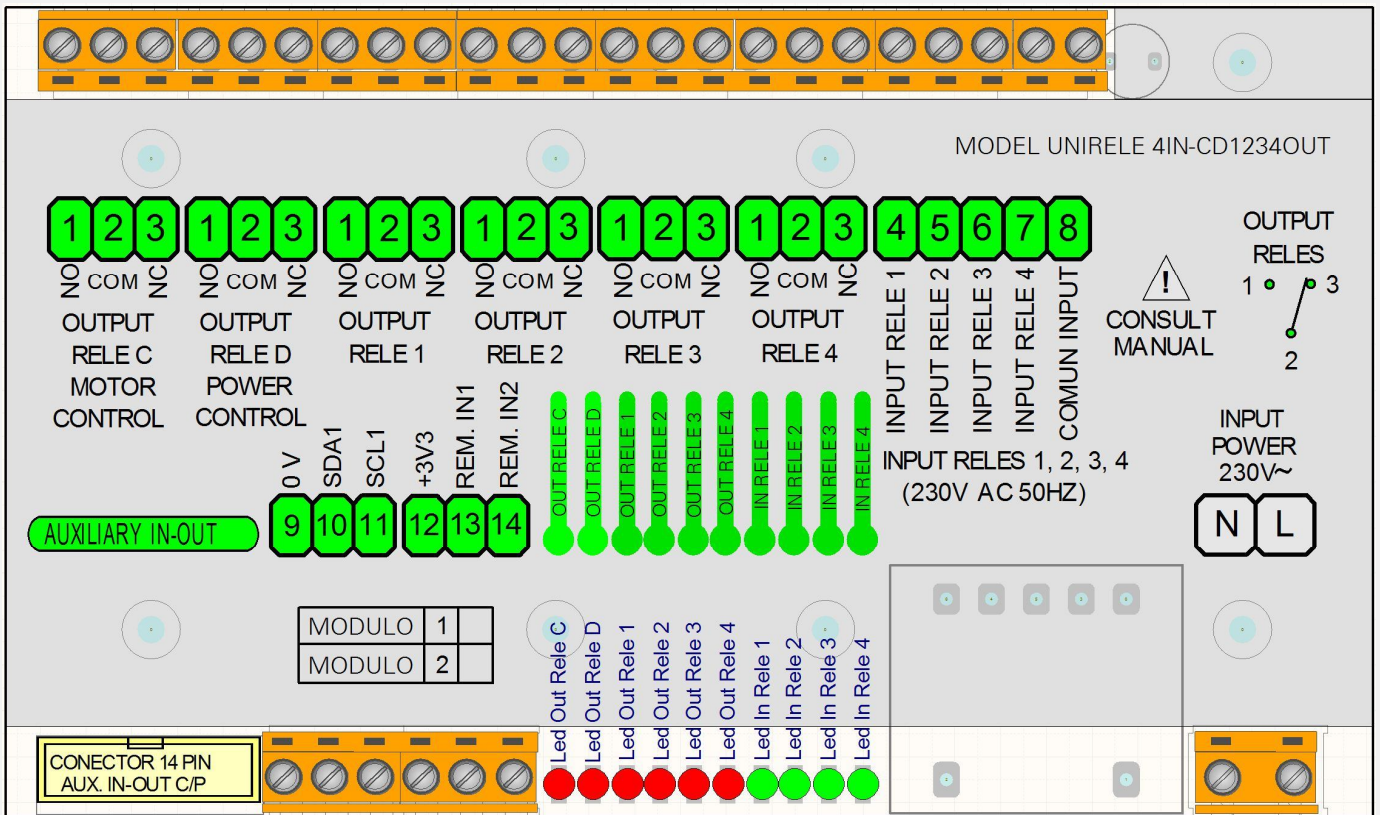 MODEL UNIRELE 4IN-CD1234OUT
1 2 3
NO COM NC
OUTPUT
RELE C
MOTOR
CONTROL
1 2 3
NO COM NC
OUTPUT
RELE D
POWER
CONTROL
1 2 3
NO COM NC
OUTPUT
RELE 1
1 2 3
NO COM NC
OUTPUT
RELE 2
1 2 3
NO COM NC
OUTPUT
RELE 3
1 2 3
NO COM NC
OUTPUT
RELE 4
4 5 6 7 8
INPUT RELE 1
INPUT RELE 2
INPUT RELE 3
INPUT RELE 4
COMUN INPUT
INPUT RELES 1, 2, 3, 4
(230V AC 50HZ)
!
CONSULT
MANUAL
OUTPUT
RELES
1 3
2
INPUT
POWER
230V~
N L
0 V
SDA1
SCL1
+3V3
REM. IN1
REM. IN2
AUXILIARY IN-OUT
9 10 11 12 13 14
OUT RELE C
OUT RELE D
OUT RELE 1
OUT RELE 2
OUT RELE 3
OUT RELE 4
IN RELE 1
IN RELE 2
IN RELE 3
IN RELE 4
MODULO 1
MODULO 2
Led Out Rele C
Led Out Rele D
Led Out Rele 1
Led Out Rele 2
Led Out Rele 3
Led Out Rele 4
Led In Rele 1
Led In Rele 2
Led In Rele 3
Led In Rele 4
CONECTOR 14 PIN
AUX. IN-OUT C/P